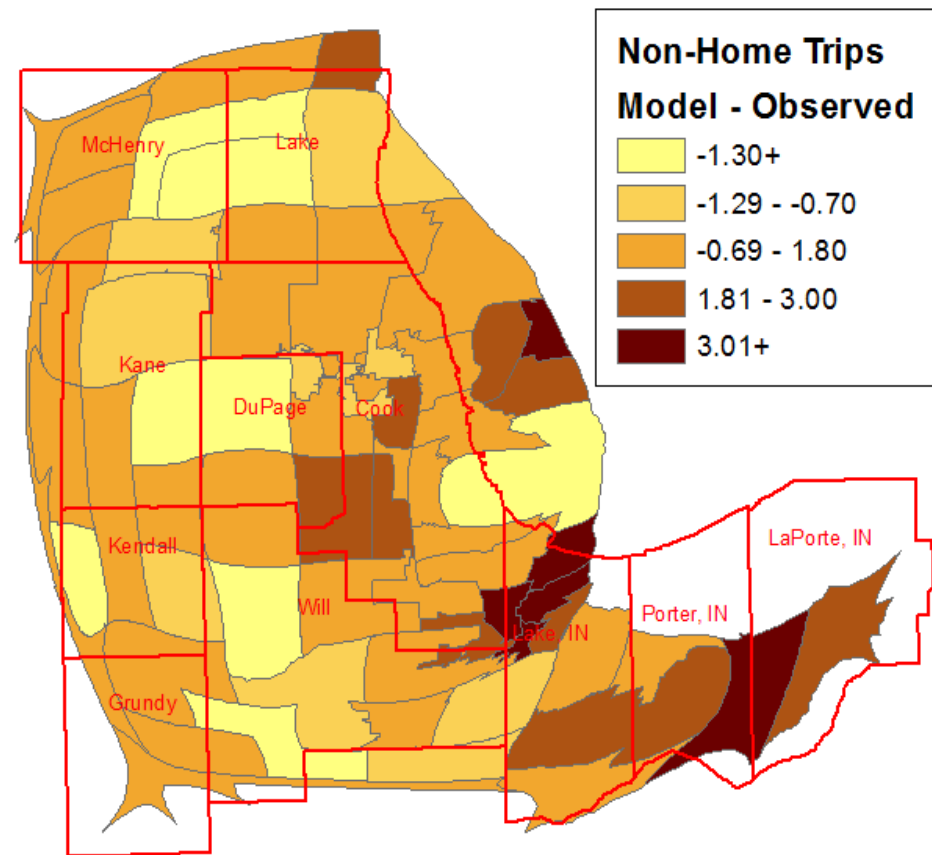 Non-Home Trips
Model - Observed
-1.30+
-1.29 - -0.70
-0.69 - 1.80
1.81 - 3.00
3.01+
McHenry
Lake
Kane
DuPage
Cook
Kendall
LaPorte, IN
Will
Porter, IN
Lake, IN
Grundy